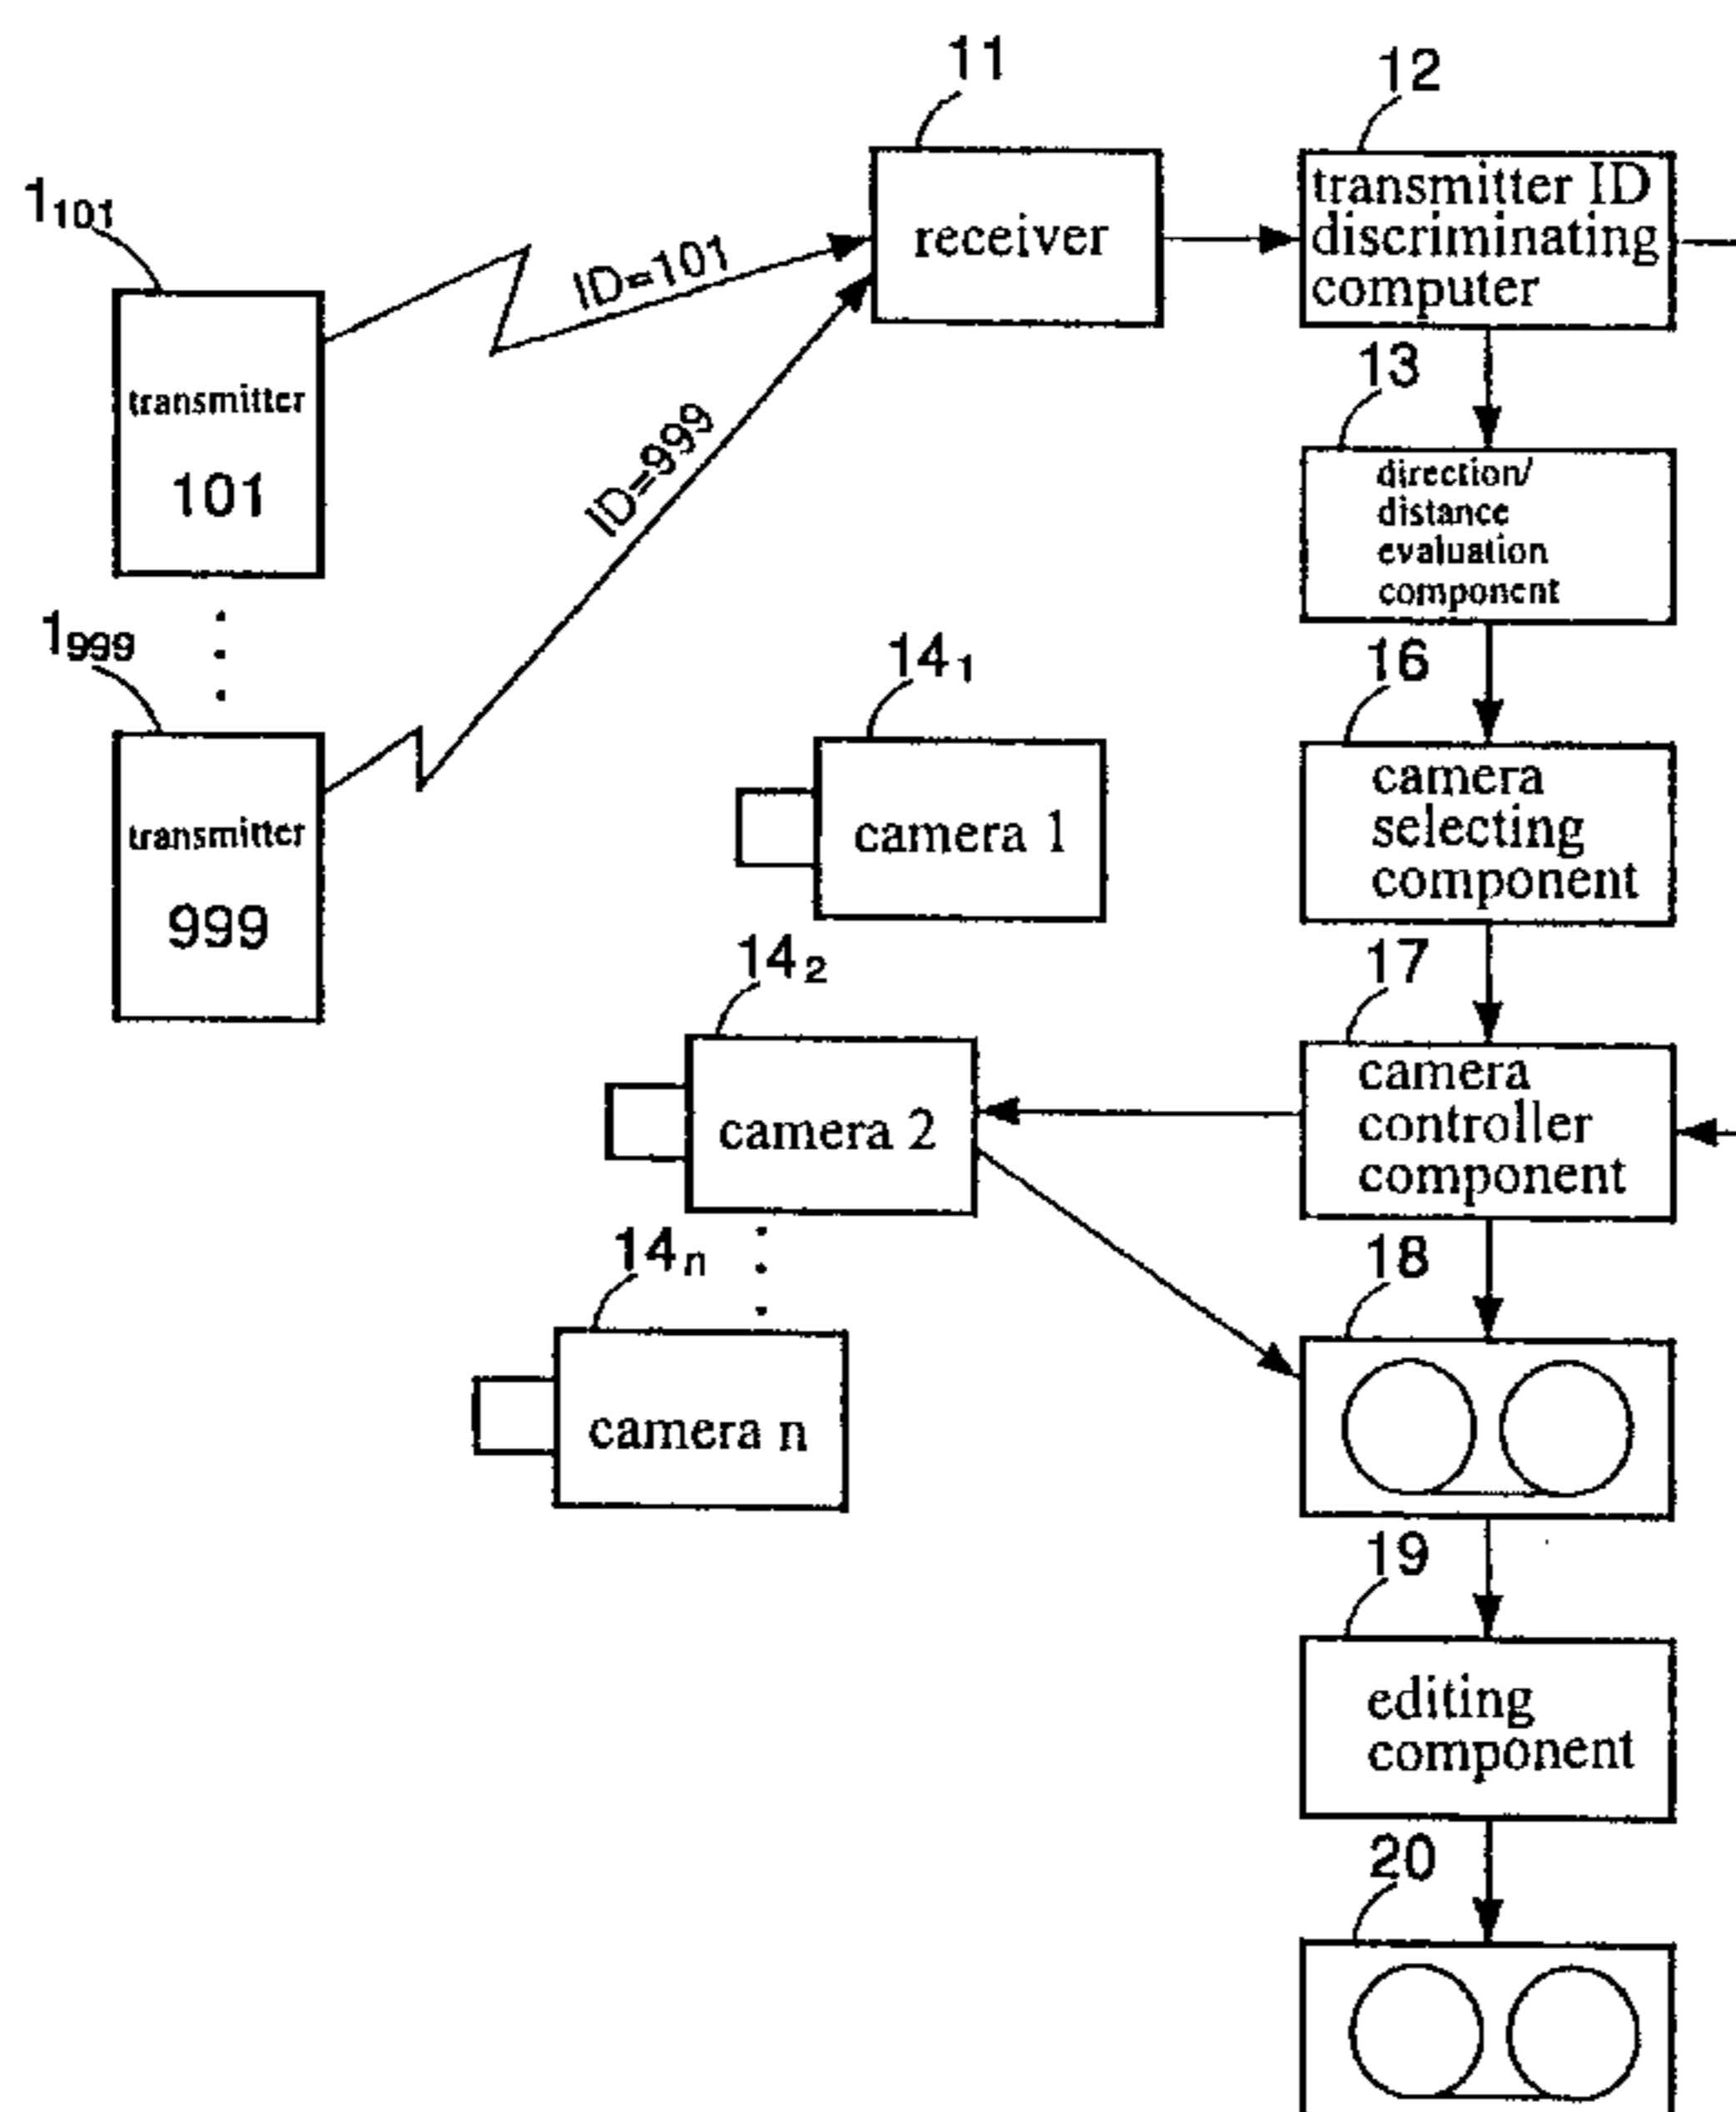 11
12
1101
ID=101
receiver
transmitter ID
discriminating
computer
transmitter
101
13
ID=999
direction/
distance
evaluation
component
1999
141
16
transmitter
999
camera 1
camera
selecting
component
142
17
camera 2
camera
controller
component
14n
18
camera n
19
editing
component
20